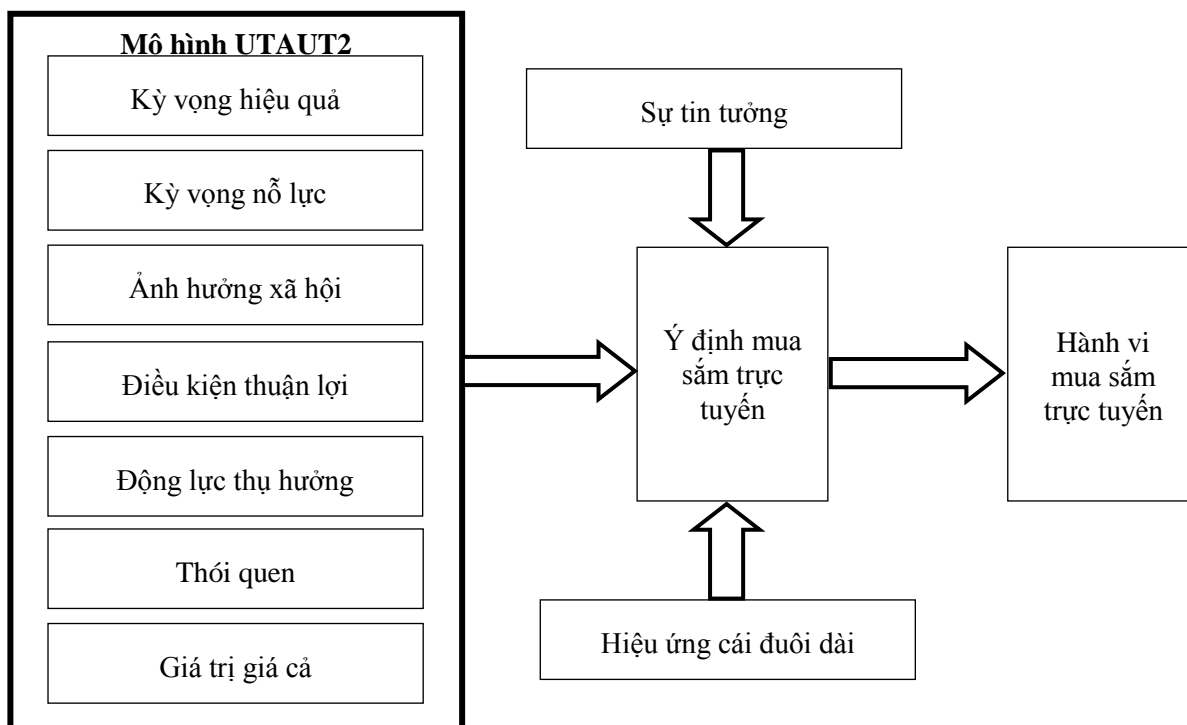 Mô hình UTAUT2
Kỳ vọng hiệu quả
Kỳ vọng nỗ lực
Ảnh hưởng xã hội
Điều kiện thuận lợi
Động lực thụ hưởng
Thói quen
Giá trị giá cả
Sự tin tưởng
Ý định mua
sắm trực
tuyến
Hiệu ứng cái đuôi dài
Hành vi
mua sắm
trực tuyến